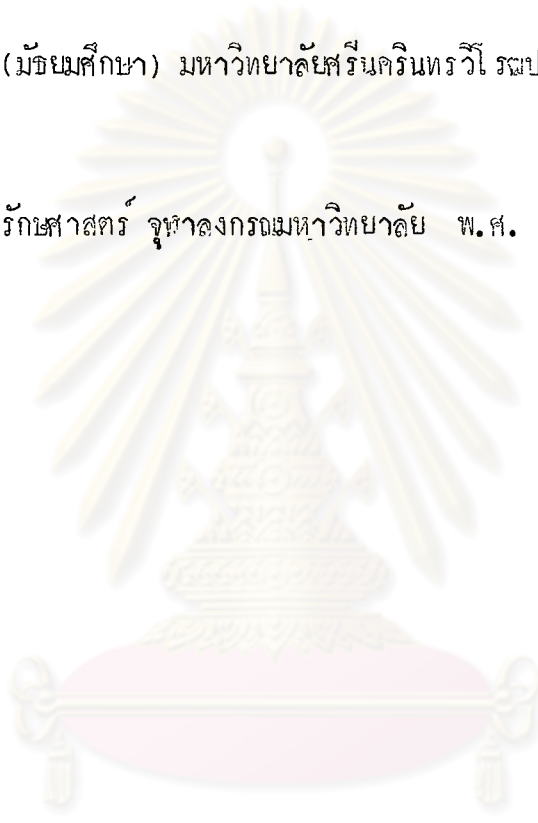 (มัธยมศึกษา) มหาวิทยาลัยศรีนครินทรวิโรฒป
รักษศาสตร์ จุฬาลงกรณมหาวิทยาลัย พ.ศ.